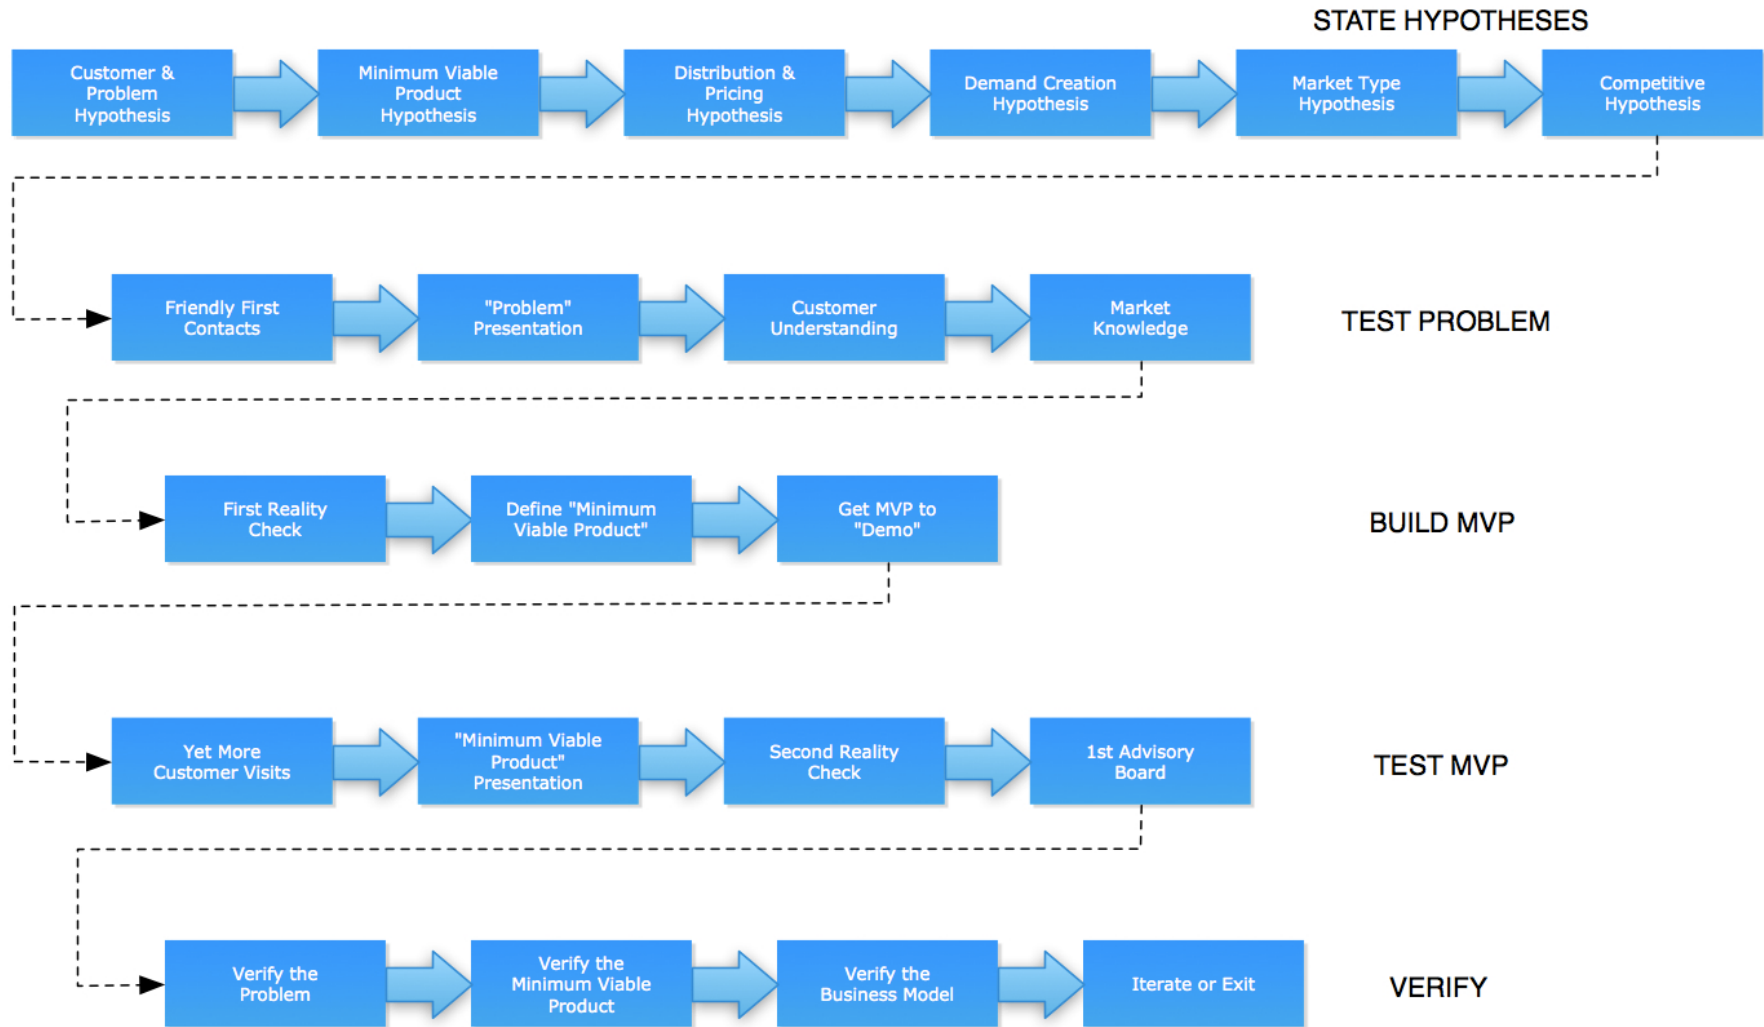 STATE HYPOTHESES
Customer &
Problem
Hypothesis
Minimum Viable
Product
Hypothesis
Distribution &
Pricing
Hypothesis
Demand Creation
Hypothesis
Market Type
Hypothesis
Competitive
Hypothesis
Friendly First
Contacts
"Problem"
Presentation
Customer
Understanding
Market
Knowledge
TEST PROBLEM
First Reality
Check
Define "Minimum
Viable Product"
Get MVP to
"Demo"
BUILD MVP
Yet More
Customer Visits
"Minimum Viable
Product"
Presentation
Second Reality
Check
1st Advisory
Board
TEST MVP
Verify the
Problem
Verify the
Minimum Viable
Product
Verify the
Business Model
Iterate or Exit
VERIFY